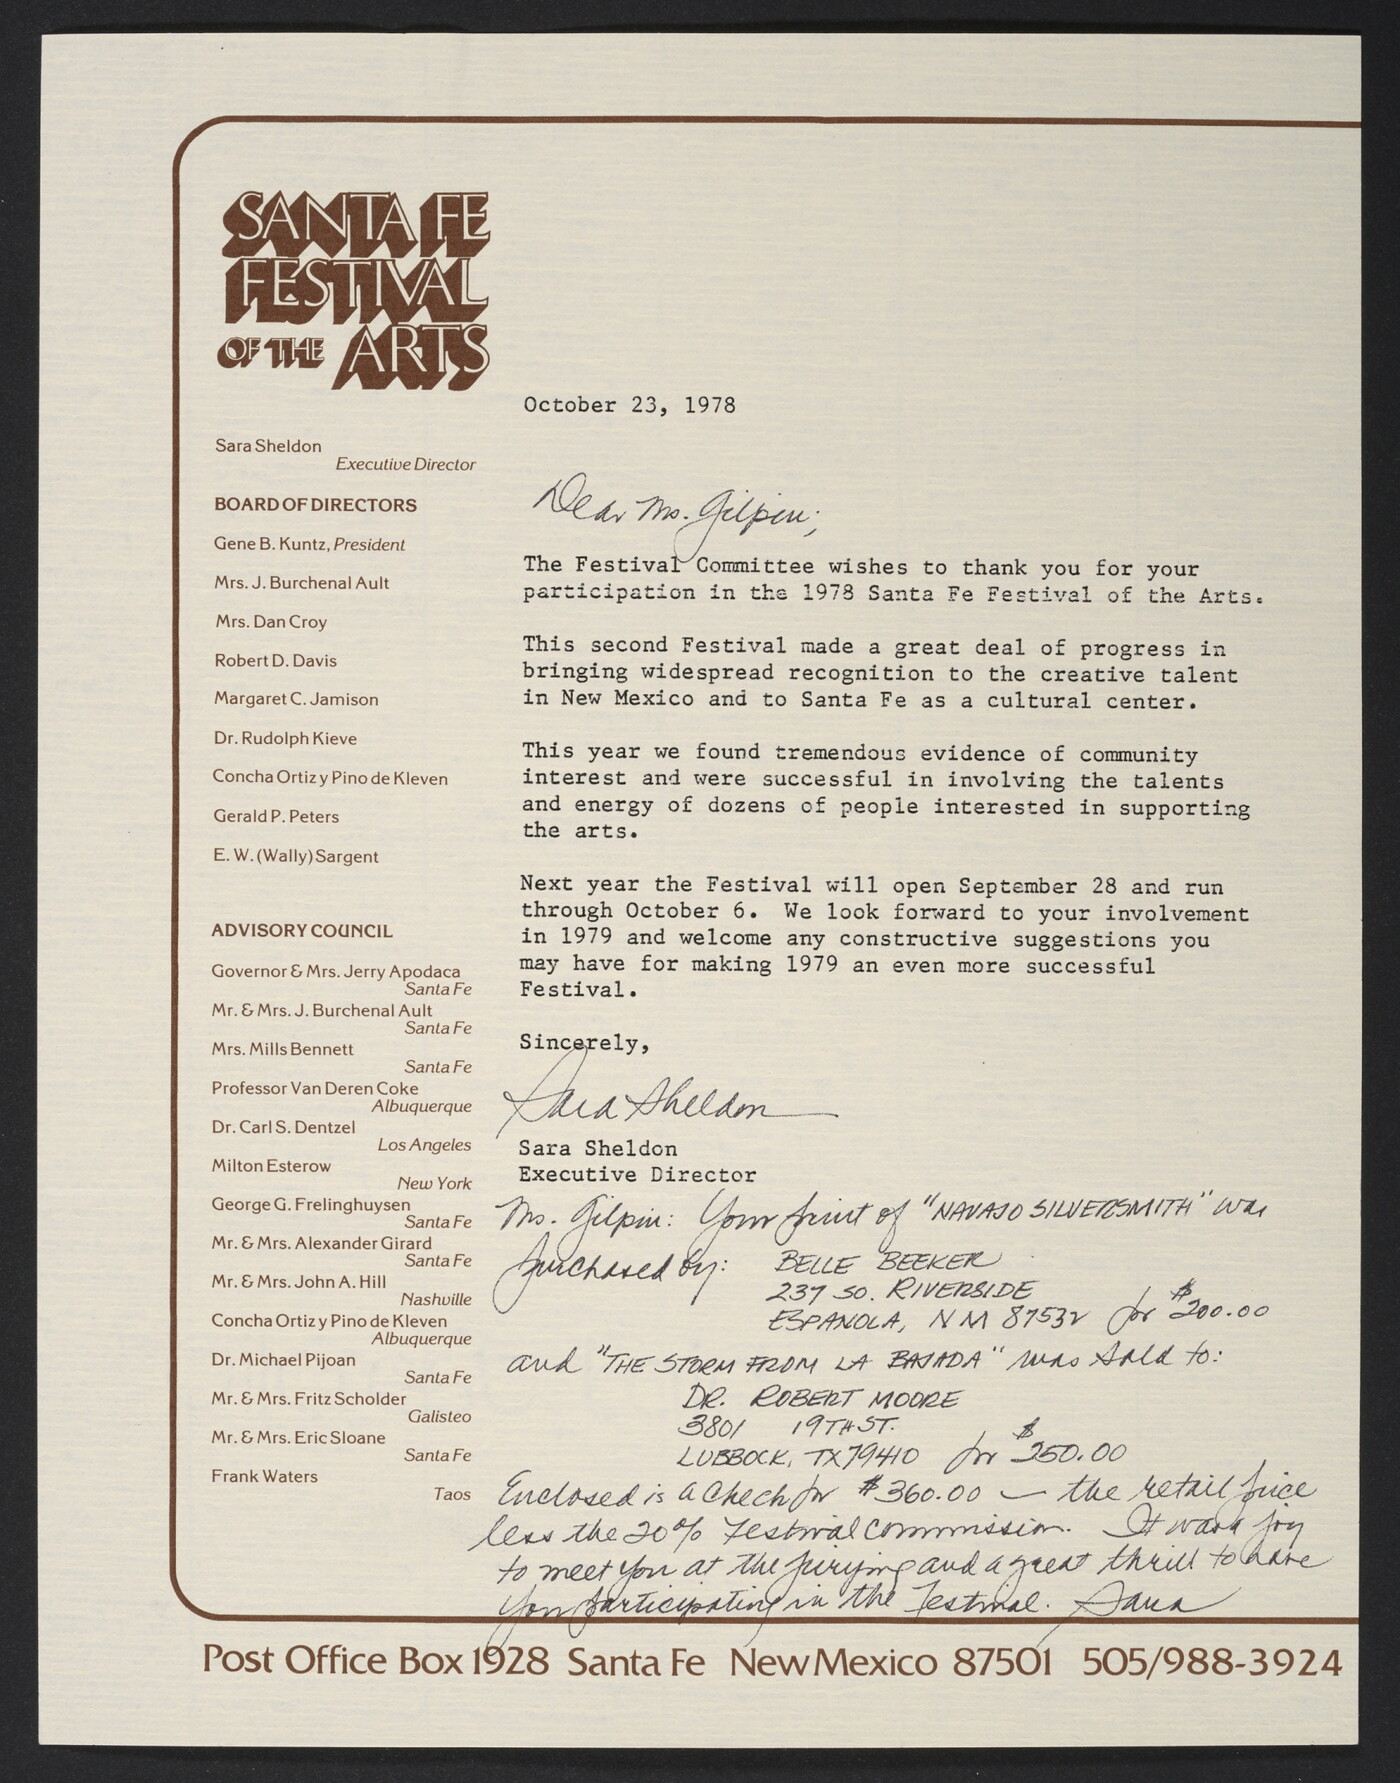 SANTA FE
FESTIVAL
OF THE ARTS
October 23, 1978
Sara Sheldon
Executive Director
BOARD OF DIRECTORS
Gene B. Kuntz, President
Mrs. J. Burchenal Ault
Mrs. Dan Croy
Robert D. Davis
Margaret C. Jamison
Dr. Rudolph Kieve
Concha Ortiz y Pino de Kleven
Gerald P. Peters
E. W. (Wally) Sargent
ADVISORY COUNCIL
Governor & Mrs. Jerry Apodaca
Santa Fe
Mr. & Mrs. J. Burchenal Ault
Santa Fe
Mrs. Mills Bennett
Santa Fe
Professor Van Deren Coke
Albuquerque
Dr. Carl S. Dentzel
Los Angeles
Milton Esterow
New York
George G. Frelinghuysen
Santa Fe
Mr. & Mrs. Alexander Girard
Santa Fe
Mr. & Mrs. John A. Hill
Nashville
Concha Ortiz y Pino de Kleven
Albuquerque
Dr. Michael Pijoan
Santa Fe
Mr. & Mrs. Fritz Scholder
Galisteo
Mr. & Mrs. Eric Sloane
Santa Fe
Frank Waters
Taos
Dear Ms. Gilpin;
The Festival Committee wishes to thank you for your
participation in the 1978 Santa Fe Festival of the Arts.
This second Festival made a great deal of progress in
bringing widespread recognition to the creative talent
in New Mexico and to Santa Fe as a cultural center.
This year we found tremendous evidence of community
interest and were successful in involving the talents
and energy of dozens of people interested in supporting
the arts.
Next year the Festival will open September 28 and run
through October 6. We look forward to your involvement
in 1979 and welcome any constructive suggestions you
may have for making 1979 an even more successful
Festival.
Sincerely,
Sara Sheldon
Sara Sheldon
Executive Director
Ms. Gilpin: Your print of "NAVAJO SILVERSMITH" was
purchased by: BELLE BEEKER
237 SO. RIVERSIDE
ESPANOLA, NM 87532 for $200.00
and "THE STORM FROM LA BAJADA" was sold to:
DR. ROBERT MOORE
3801 19TH ST.
LUBBOCK, TX 79410 for $250.00
Enclosed is a check for $360.00 — the retail price
less the 20% Festival commission. It was a joy
to meet you at the jurying and a great thrill to have
you participating in the Festival. Sara
Post Office Box 1928 Santa Fe New Mexico 87501 505/988-3924